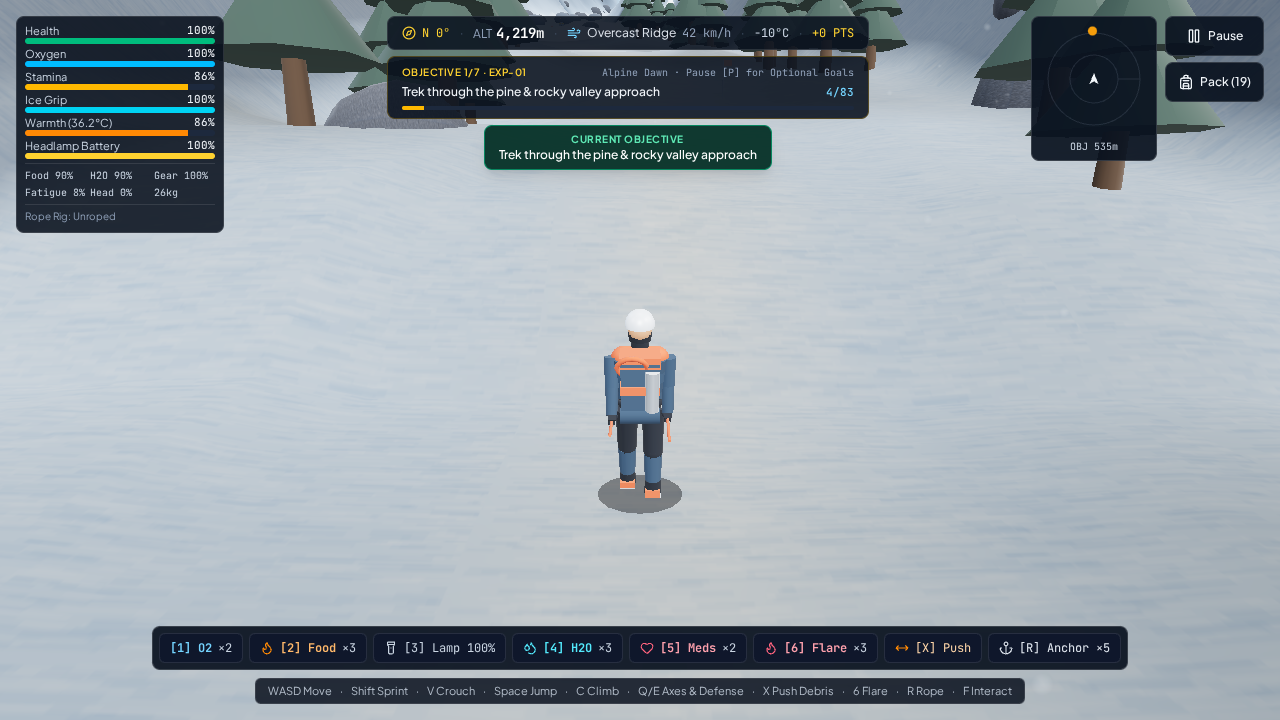 Health 100%
Oxygen 100%
Stamina 86%
Ice Grip 100%
Warmth (36.2°C) 86%
Headlamp Battery 100%
Food 90% H2O 90% Gear 100%
Fatigue 8% Head 0% 26kg
Rope Rig: Unroped
N 0° · ALT 4,219m · Overcast Ridge 42 km/h · -10°C · +0 PTS
OBJECTIVE 1/7 · EXP-01 Alpine Dawn · Pause [P] for Optional Goals
Trek through the pine & rocky valley approach 4/83
CURRENT OBJECTIVE
Trek through the pine & rocky valley approach
OBJ 535m
Pause
Pack (19)
[1] O2 ×2 [2] Food ×3 [3] Lamp 100% [4] H2O ×3 [5] Meds ×2 [6] Flare ×3 [X] Push [R] Anchor ×5
WASD Move · Shift Sprint · V Crouch · Space Jump · C Climb · Q/E Axes & Defense · X Push Debris · 6 Flare · R Rope · F Interact